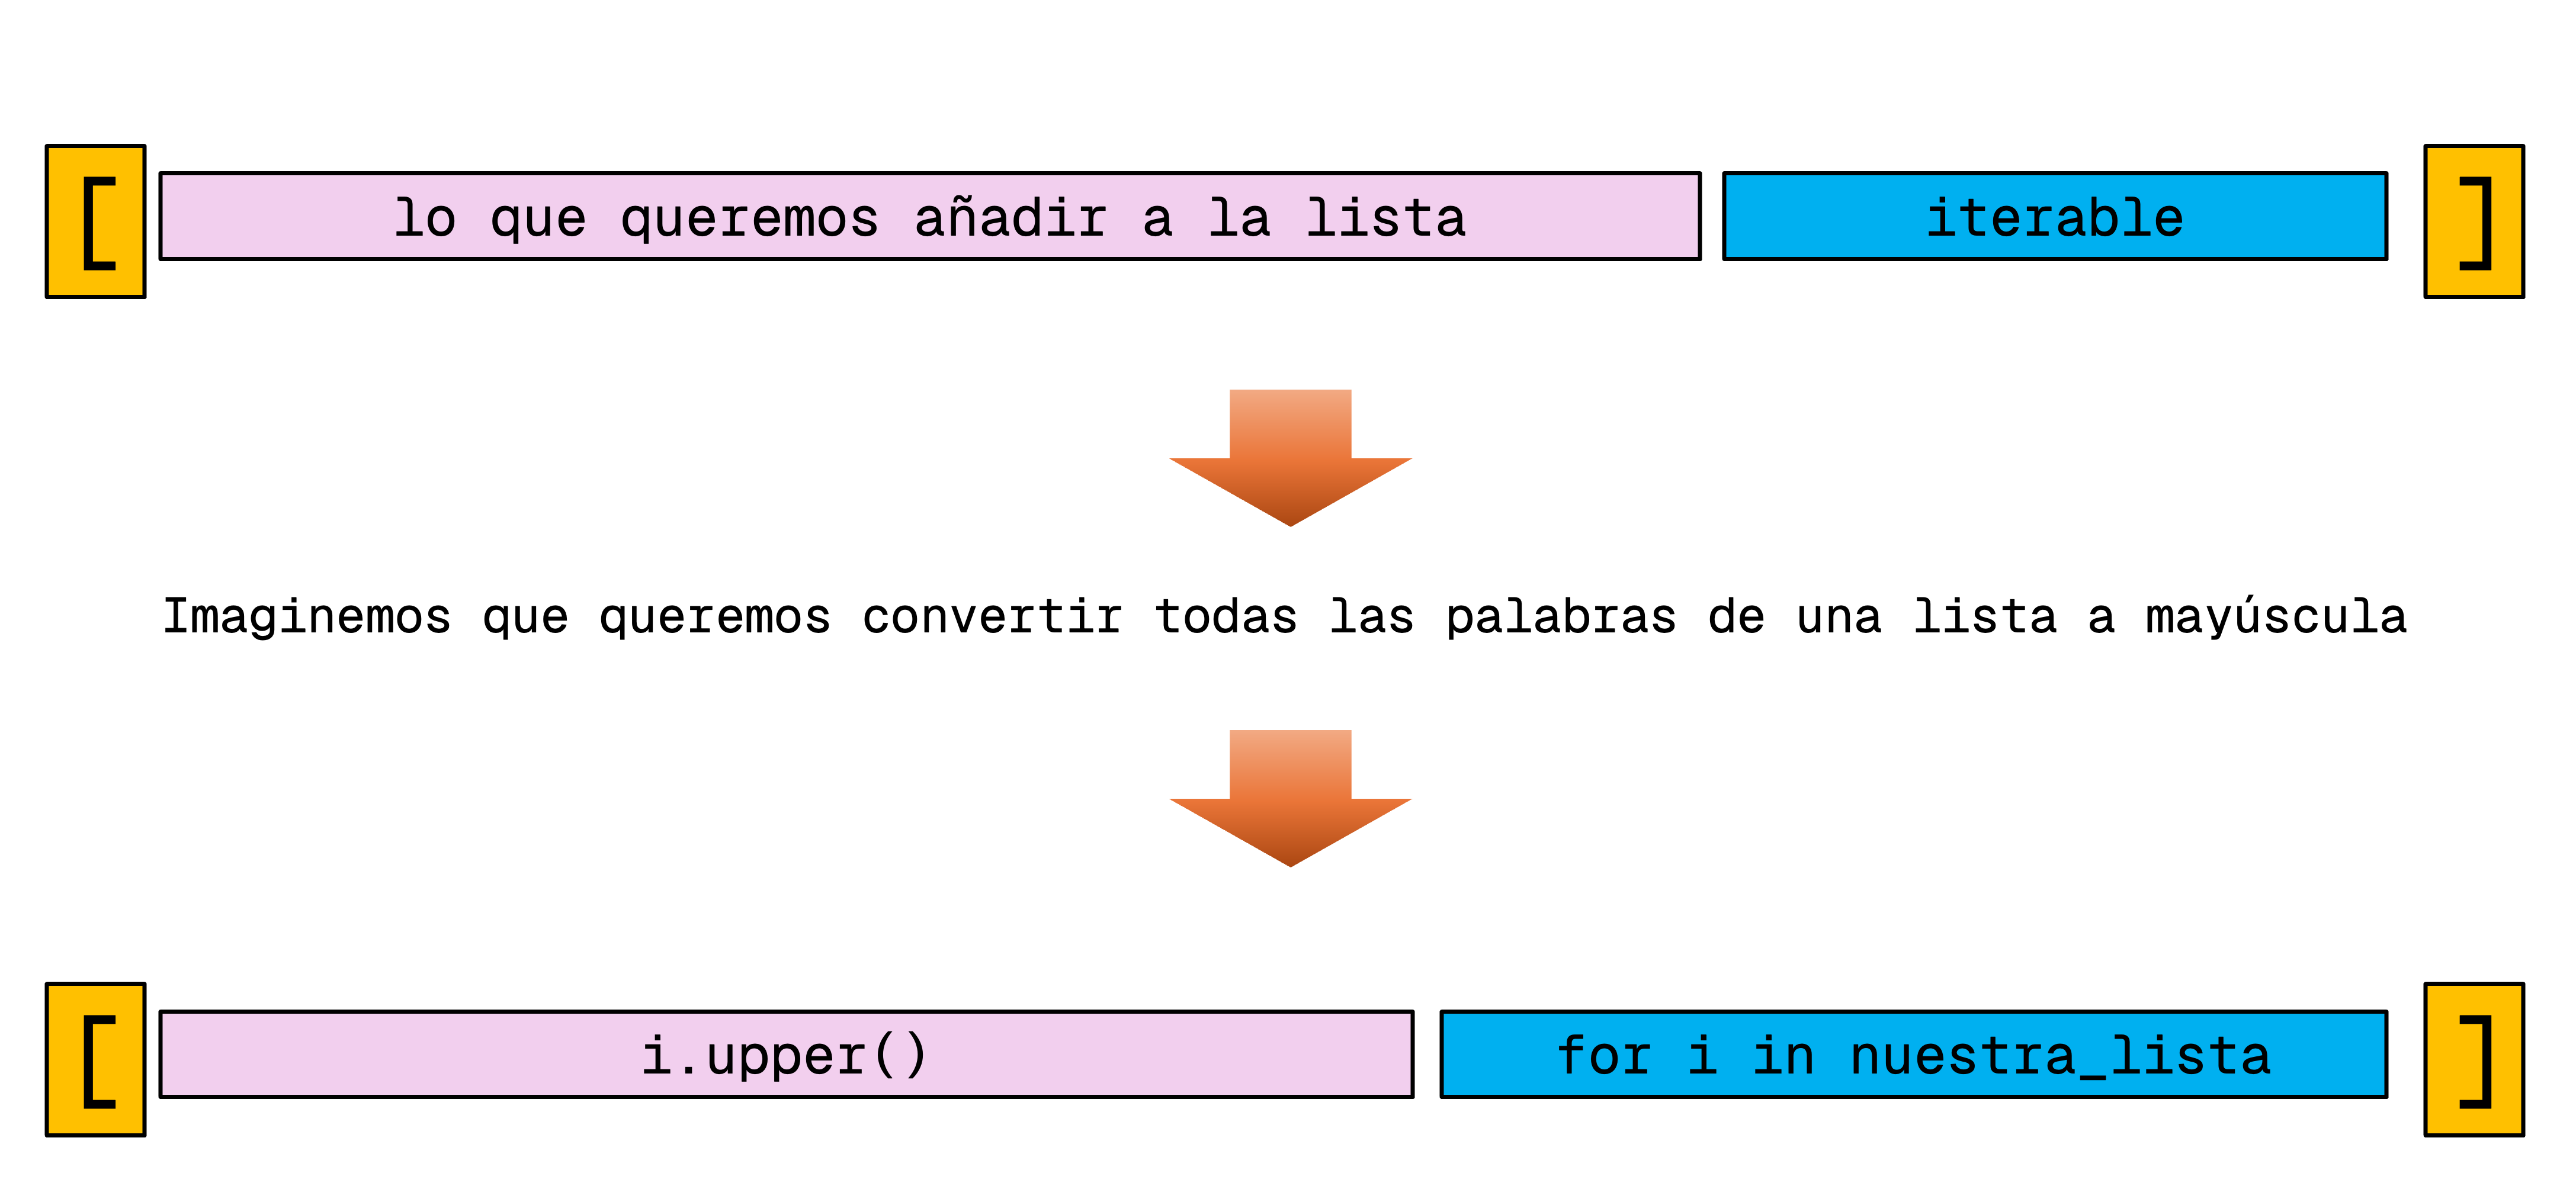 [ lo que queremos añadir a la lista iterable ]
Imaginemos que queremos convertir todas las palabras de una lista a mayúscula
[ i.upper() for i in nuestra_lista ]